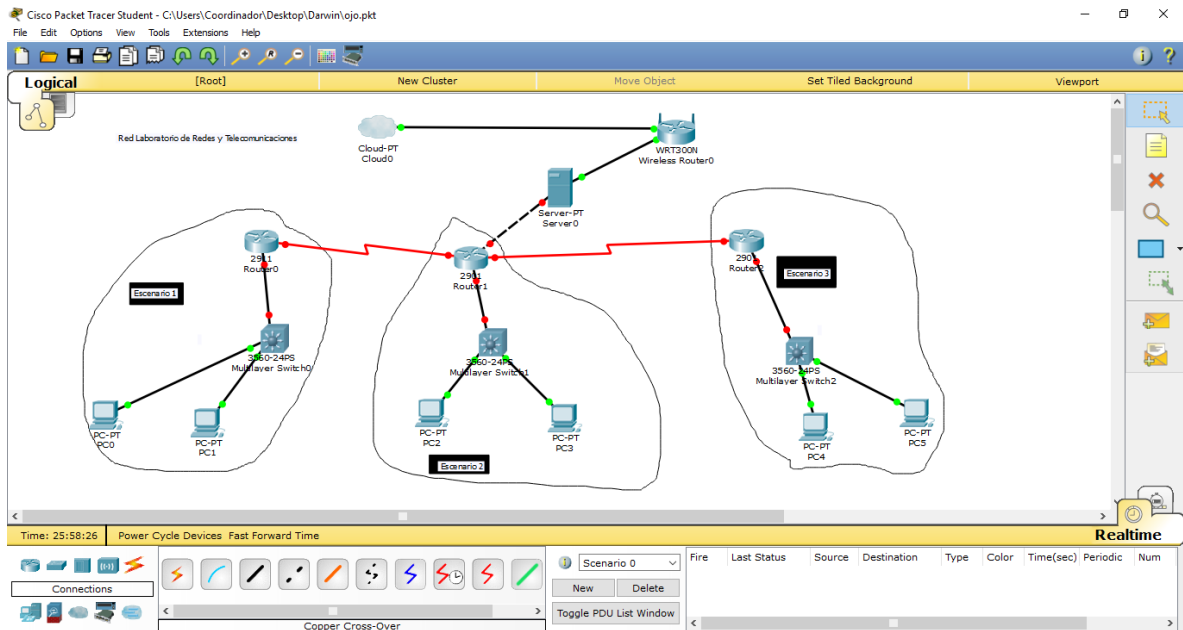 Cisco Packet Tracer Student - C:\Users\Coordinador\Desktop\Darwin\ojo.pkt
File Edit Options View Tools Extensions Help
Logical [Root] New Cluster Move Object Set Tiled Background Viewport
Red Laboratorio de Redes y Telecomunicaciones
Cloud-PT
Cloud0
WRT300N
Wireless Router0
Server-PT
Server0
2911
Router0
2901
Router1
2901
Router2
Escenario 1
Escenario 3
3560-24PS
Multilayer Switch0
3560-24PS
Multilayer Switch1
3560-24PS
Multilayer Switch2
PC-PT
PC0
PC-PT
PC1
PC-PT
PC2
PC-PT
PC3
PC-PT
PC4
PC-PT
PC5
Escenario 2
Time: 25:58:26 Power Cycle Devices Fast Forward Time Realtime
Connections
Copper Cross-Over
Scenario 0
New Delete
Toggle PDU List Window
Fire Last Status Source Destination Type Color Time(sec) Periodic Num